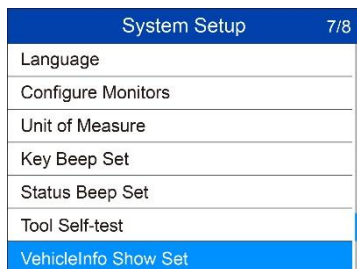 System Setup 7/8
Language
Configure Monitors
Unit of Measure
Key Beep Set
Status Beep Set
Tool Self-test
VehicleInfo Show Set